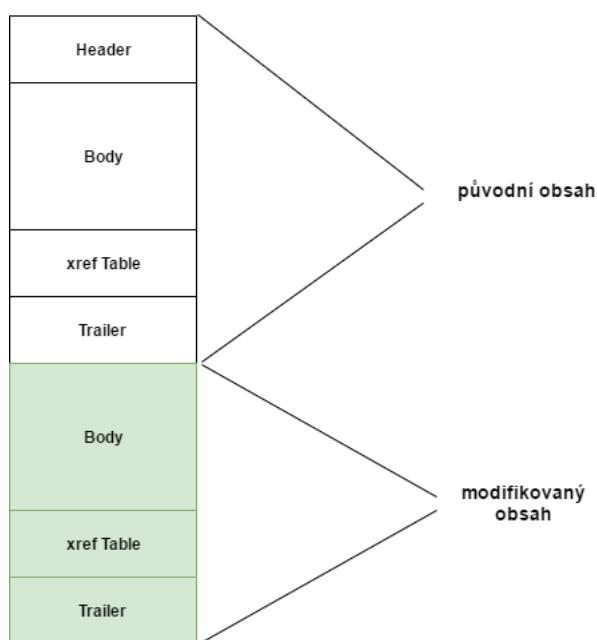 Header
Body
xref Table
Trailer
původní obsah
Body
xref Table
Trailer
modifikovaný
obsah